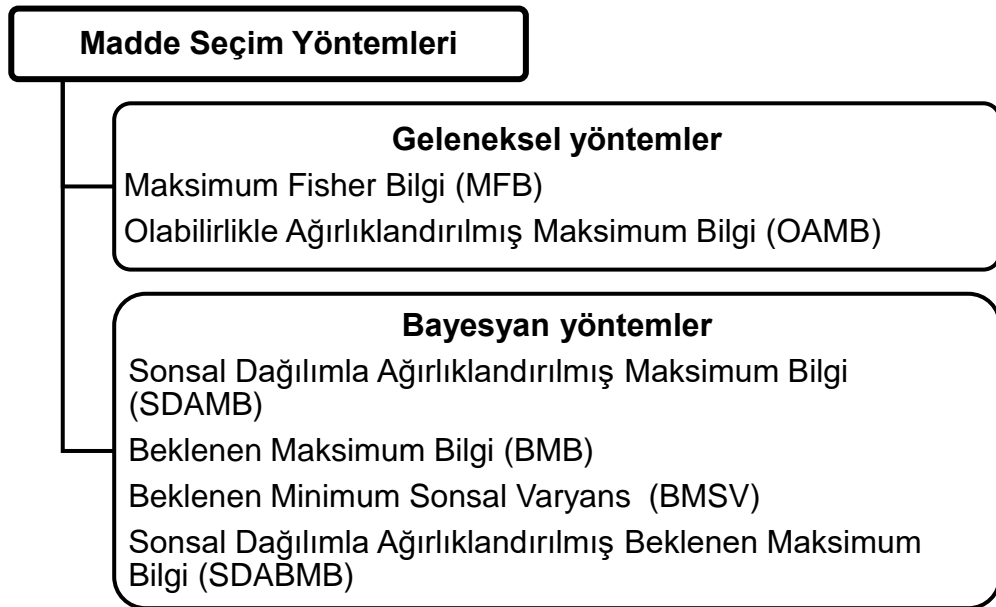 Madde Seçim Yöntemleri
Geleneksel yöntemler
Maksimum Fisher Bilgi (MFB)
Olabilirlikle Ağırlıklandırılmış Maksimum Bilgi (OAMB)
Bayesyan yöntemler
Sonsal Dağılımla Ağırlıklandırılmış Maksimum Bilgi
(SDAMB)
Beklenen Maksimum Bilgi (BMB)
Beklenen Minimum Sonsal Varyans (BMSV)
Sonsal Dağılımla Ağırlıklandırılmış Beklenen Maksimum
Bilgi (SDABMB)